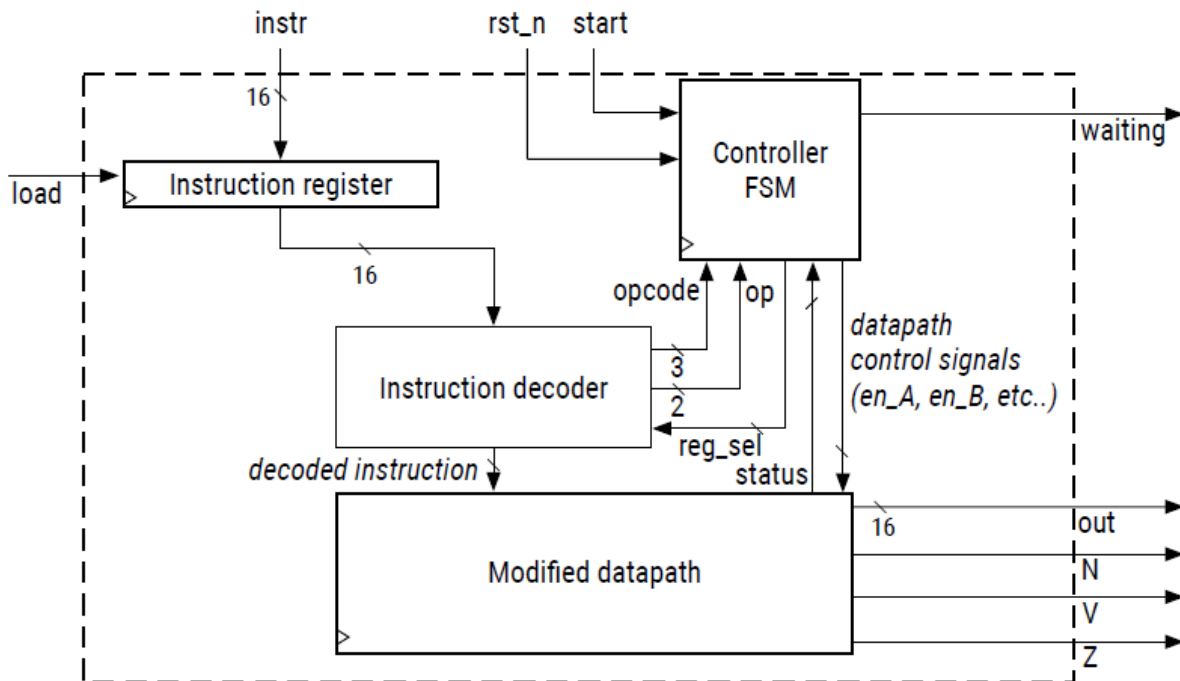 instr
rst_n
start
16
load
Instruction register
Controller
FSM
waiting
16
opcode
op
3
2
Instruction decoder
datapath
control signals
(en_A, en_B, etc..)
reg_sel
decoded instruction
status
Modified datapath
16
out
N
V
Z